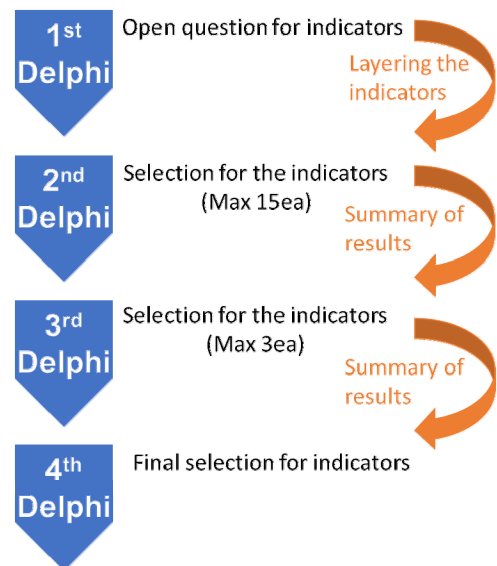 1st
Delphi
Open question for indicators
Layering the
indicators
2nd
Delphi
Selection for the indicators
(Max 15ea)
Summary of
results
3rd
Delphi
Selection for the indicators
(Max 3ea)
Summary of
results
4th
Delphi
Final selection for indicators